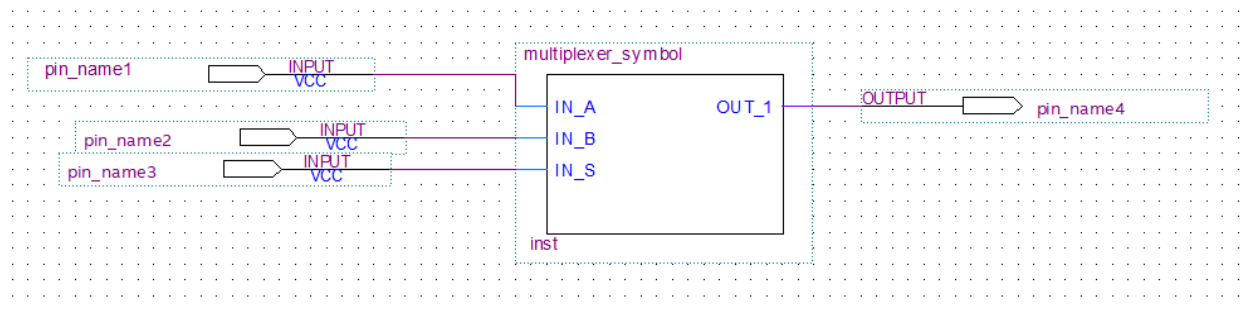 multiplexer_symbol
pin_name1
INPUT
VCC
IN_A
OUT_1
OUTPUT
pin_name4
pin_name2
INPUT
VCC
IN_B
pin_name3
INPUT
VCC
IN_S
inst